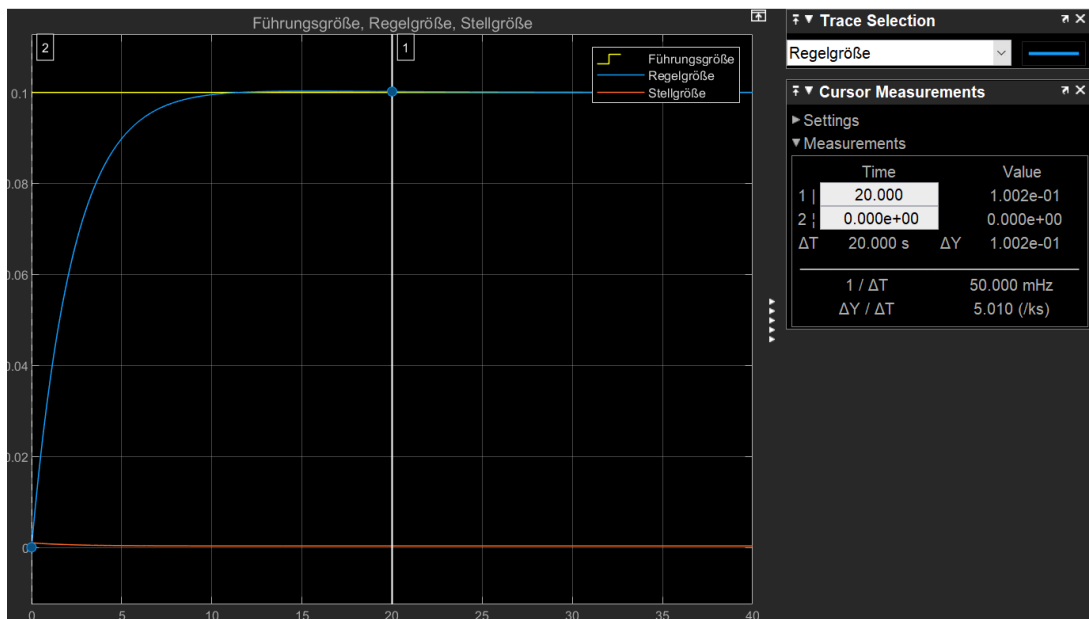 Führungsgröße, Regelgröße, Stellgröße
2
1
Führungsgröße
Regelgröße
Stellgröße
0.1
0.08
0.06
0.04
0.02
0
0 5 10 15 20 25 30 35 40
Trace Selection
Regelgröße
Cursor Measurements
Settings
Measurements
Time Value
1 | 20.000 1.002e-01
2 ¦ 0.000e+00 0.000e+00
ΔT 20.000 s ΔY 1.002e-01
1 / ΔT 50.000 mHz
ΔY / ΔT 5.010 (/ks)